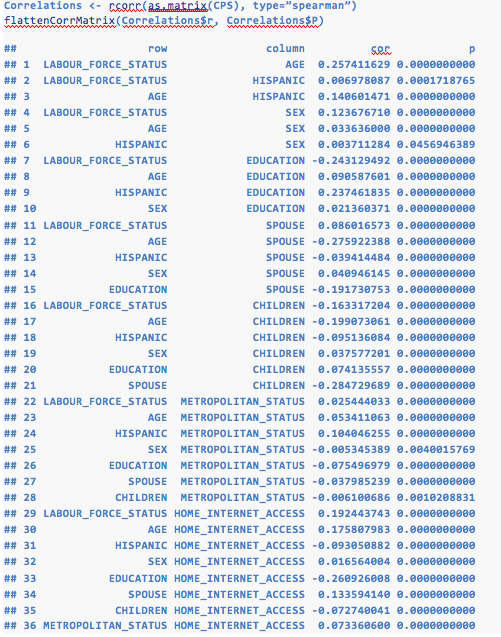 Correlations <- rcorr(as.matrix(CPS), type=”spearman”)
flattenCorrMatrix(Correlations$r, Correlations$P)
## row column cor p
## 1 LABOUR_FORCE_STATUS AGE 0.257411629 0.0000000000
## 2 LABOUR_FORCE_STATUS HISPANIC 0.006978087 0.0001718765
## 3 AGE HISPANIC 0.140601471 0.0000000000
## 4 LABOUR_FORCE_STATUS SEX 0.123676710 0.0000000000
## 5 AGE SEX 0.033636000 0.0000000000
## 6 HISPANIC SEX 0.003711284 0.0456946389
## 7 LABOUR_FORCE_STATUS EDUCATION -0.243129492 0.0000000000
## 8 AGE EDUCATION 0.090587601 0.0000000000
## 9 HISPANIC EDUCATION 0.237461835 0.0000000000
## 10 SEX EDUCATION 0.021360371 0.0000000000
## 11 LABOUR_FORCE_STATUS SPOUSE 0.086016573 0.0000000000
## 12 AGE SPOUSE -0.275922388 0.0000000000
## 13 HISPANIC SPOUSE -0.039414484 0.0000000000
## 14 SEX SPOUSE 0.040946145 0.0000000000
## 15 EDUCATION SPOUSE -0.191730753 0.0000000000
## 16 LABOUR_FORCE_STATUS CHILDREN -0.163317204 0.0000000000
## 17 AGE CHILDREN -0.199073061 0.0000000000
## 18 HISPANIC CHILDREN -0.095136084 0.0000000000
## 19 SEX CHILDREN 0.037577201 0.0000000000
## 20 EDUCATION CHILDREN 0.074135557 0.0000000000
## 21 SPOUSE CHILDREN -0.284729689 0.0000000000
## 22 LABOUR_FORCE_STATUS METROPOLITAN_STATUS 0.025444033 0.0000000000
## 23 AGE METROPOLITAN_STATUS 0.053411063 0.0000000000
## 24 HISPANIC METROPOLITAN_STATUS 0.104046255 0.0000000000
## 25 SEX METROPOLITAN_STATUS -0.005345389 0.0040015769
## 26 EDUCATION METROPOLITAN_STATUS -0.075496979 0.0000000000
## 27 SPOUSE METROPOLITAN_STATUS -0.037985239 0.0000000000
## 28 CHILDREN METROPOLITAN_STATUS -0.006100686 0.0010208831
## 29 LABOUR_FORCE_STATUS HOME_INTERNET_ACCESS 0.192443743 0.0000000000
## 30 AGE HOME_INTERNET_ACCESS 0.175807983 0.0000000000
## 31 HISPANIC HOME_INTERNET_ACCESS -0.093050882 0.0000000000
## 32 SEX HOME_INTERNET_ACCESS 0.016564004 0.0000000000
## 33 EDUCATION HOME_INTERNET_ACCESS -0.260926008 0.0000000000
## 34 SPOUSE HOME_INTERNET_ACCESS 0.133594140 0.0000000000
## 35 CHILDREN HOME_INTERNET_ACCESS -0.072740041 0.0000000000
## 36 METROPOLITAN_STATUS HOME_INTERNET_ACCESS 0.073360600 0.0000000000